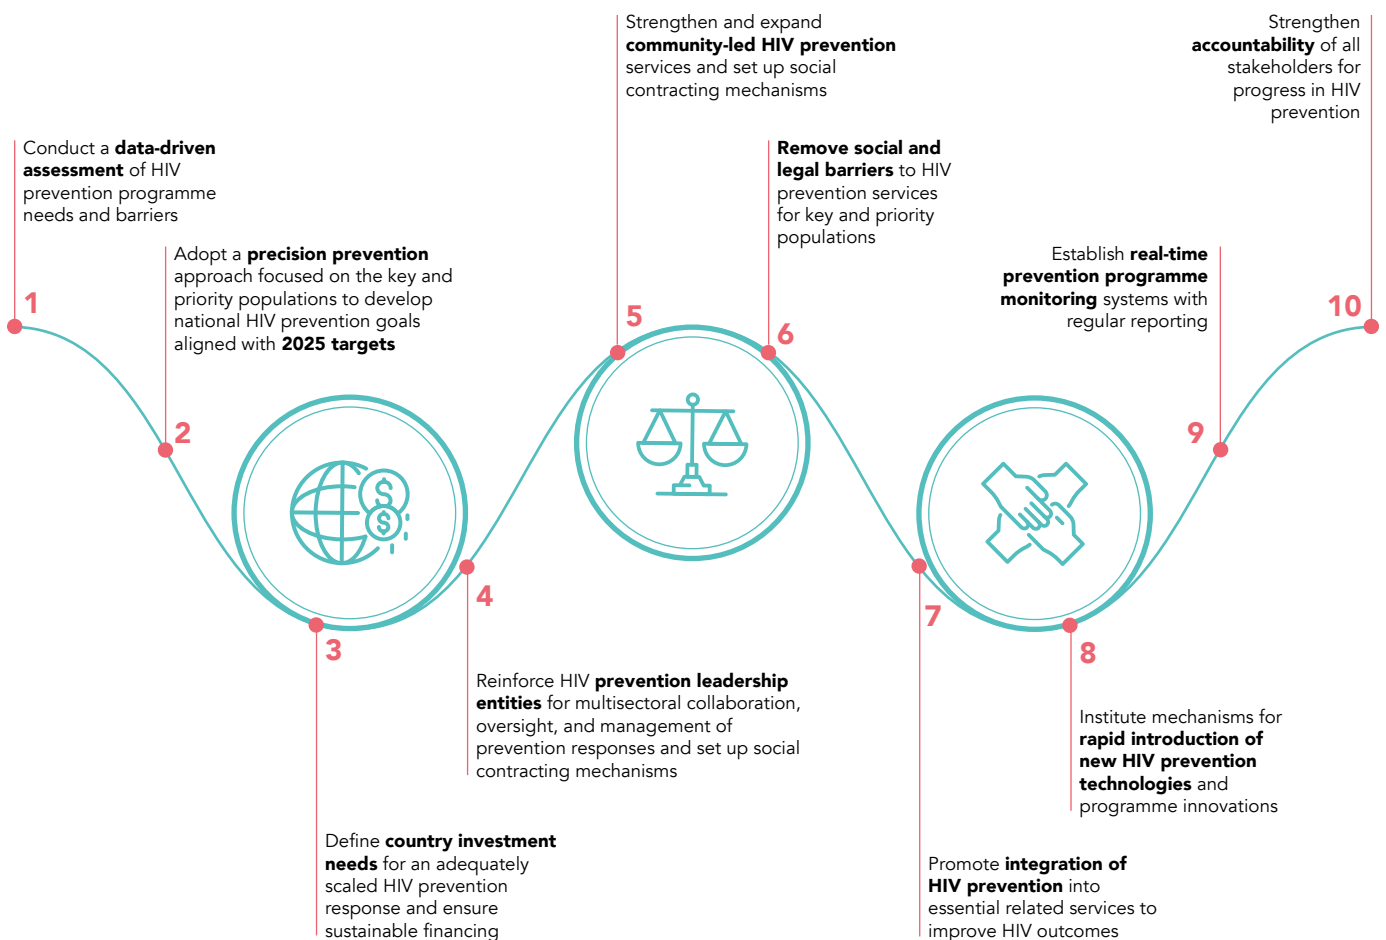 1
Conduct a data-driven
assessment of HIV
prevention programme
needs and barriers
2
Adopt a precision prevention
approach focused on the key and
priority populations to develop
national HIV prevention goals
aligned with 2025 targets
3
Define country investment
needs for an adequately
scaled HIV prevention
response and ensure
sustainable financing
$
$
4
Reinforce HIV prevention leadership
entities for multisectoral collaboration,
oversight, and management of
prevention responses and set up social
contracting mechanisms
5
Strengthen and expand
community-led HIV prevention
services and set up social
contracting mechanisms
6
Remove social and
legal barriers to HIV
prevention services
for key and priority
populations
7
Promote integration of
HIV prevention into
essential related services to
improve HIV outcomes
8
Institute mechanisms for
rapid introduction of
new HIV prevention
technologies and
programme innovations
9
Establish real-time
prevention programme
monitoring systems with
regular reporting
10
Strengthen
accountability of all
stakeholders for
progress in HIV
prevention